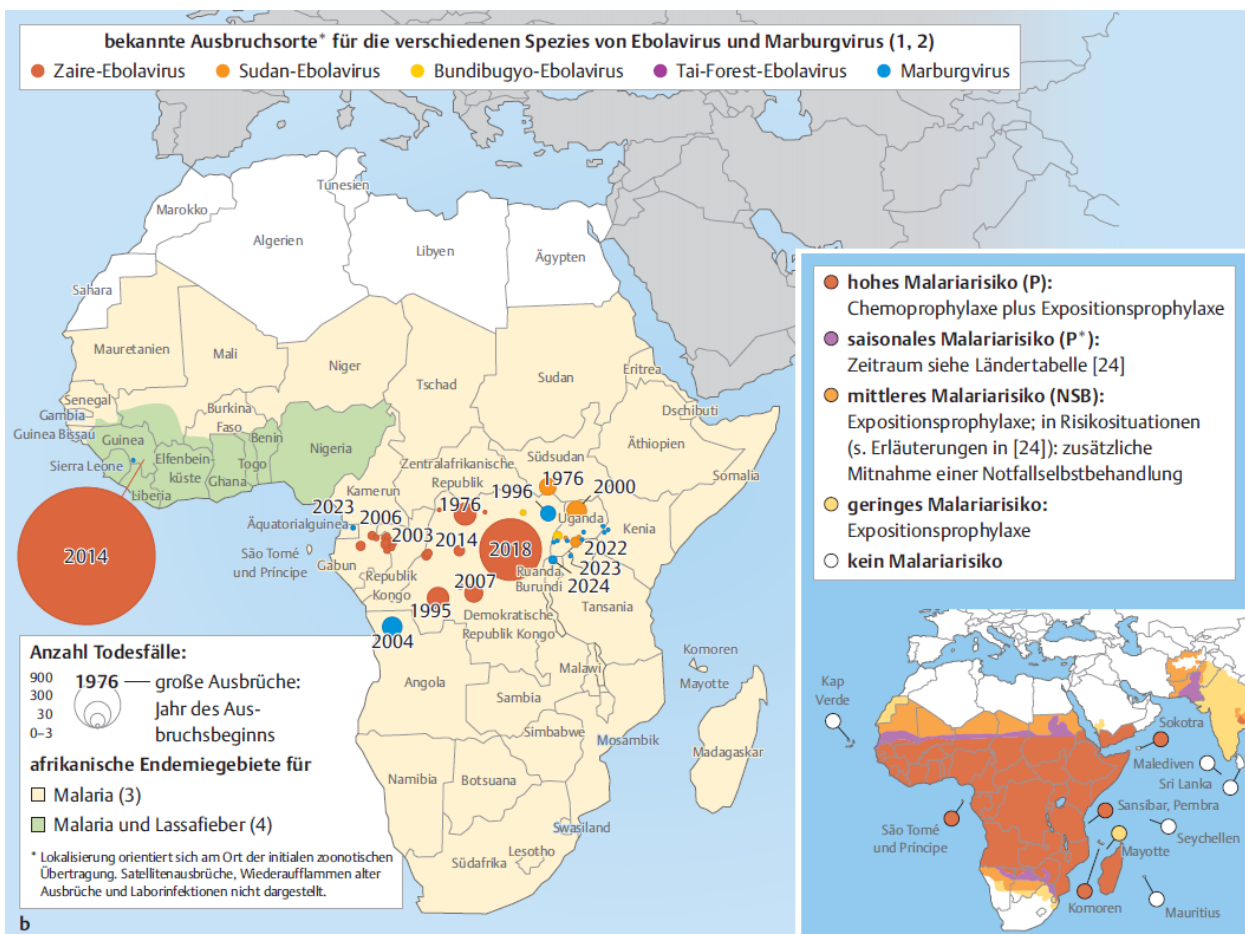 bekannte Ausbruchsorte* für die verschiedenen Spezies von Ebolavirus und Marburgvirus (1, 2)
Zaire-Ebolavirus
Sudan-Ebolavirus
Bundibugyo-Ebolavirus
Tai-Forest-Ebolavirus
Marburgvirus
Tunesien
Marokko
Algerien
Libyen
Ägypten
Sahara
Mauretanien
Mali
Niger
Tschad
Sudan
Eritrea
Dschibuti
Senegal
Gambia
Guinea Bissau
Guinea
Sierra Leone
Liberia
Elfenbein-
küste
Burkina
Faso
Ghana
Togo
Benin
Nigeria
Äthiopien
Somalia
Südsudan
Zentralafrikanische
Republik
Kamerun
Äquatorialguinea
São Tomé
und Príncipe
Gabun
Republik
Kongo
Demokratische
Republik Kongo
Uganda
Kenia
Ruanda,
Burundi
Tansania
Angola
Sambia
Malawi
Komoren
Mayotte
Simbabwe
Mosambik
Madagaskar
Namibia
Botsuana
Swasiland
Lesotho
Südafrika
1976
2000
1996
1976
2023
2006
2003
2014
2018
2022
2023
2024
2007
1995
2004
2014
Anzahl Todesfälle:
900
300
30
0–3
1976
große Ausbrüche:
Jahr des Aus-
bruchsbeginns
afrikanische Endemiegebiete für
Malaria (3)
Malaria und Lassafieber (4)
* Lokalisierung orientiert sich am Ort der initialen zoonotischen
Übertragung. Satellitenausbrüche, Wiederaufflammen alter
Ausbrüche und Laborinfektionen nicht dargestellt.
b
hohes Malariarisiko (P):
Chemoprophylaxe plus Expositionsprophylaxe
saisonales Malariarisiko (P*):
Zeitraum siehe Ländertabelle [24]
mittleres Malariarisiko (NSB):
Expositionsprophylaxe; in Risikosituationen
(s. Erläuterungen in [24]): zusätzliche
Mitnahme einer Notfallselbstbehandlung
geringes Malariarisiko:
Expositionsprophylaxe
kein Malariarisiko
Kap
Verde
Sokotra
Malediven
Sri Lanka
Sansibar, Pemba
Seychellen
São Tomé
und Príncipe
Mayotte
Komoren
Mauritius